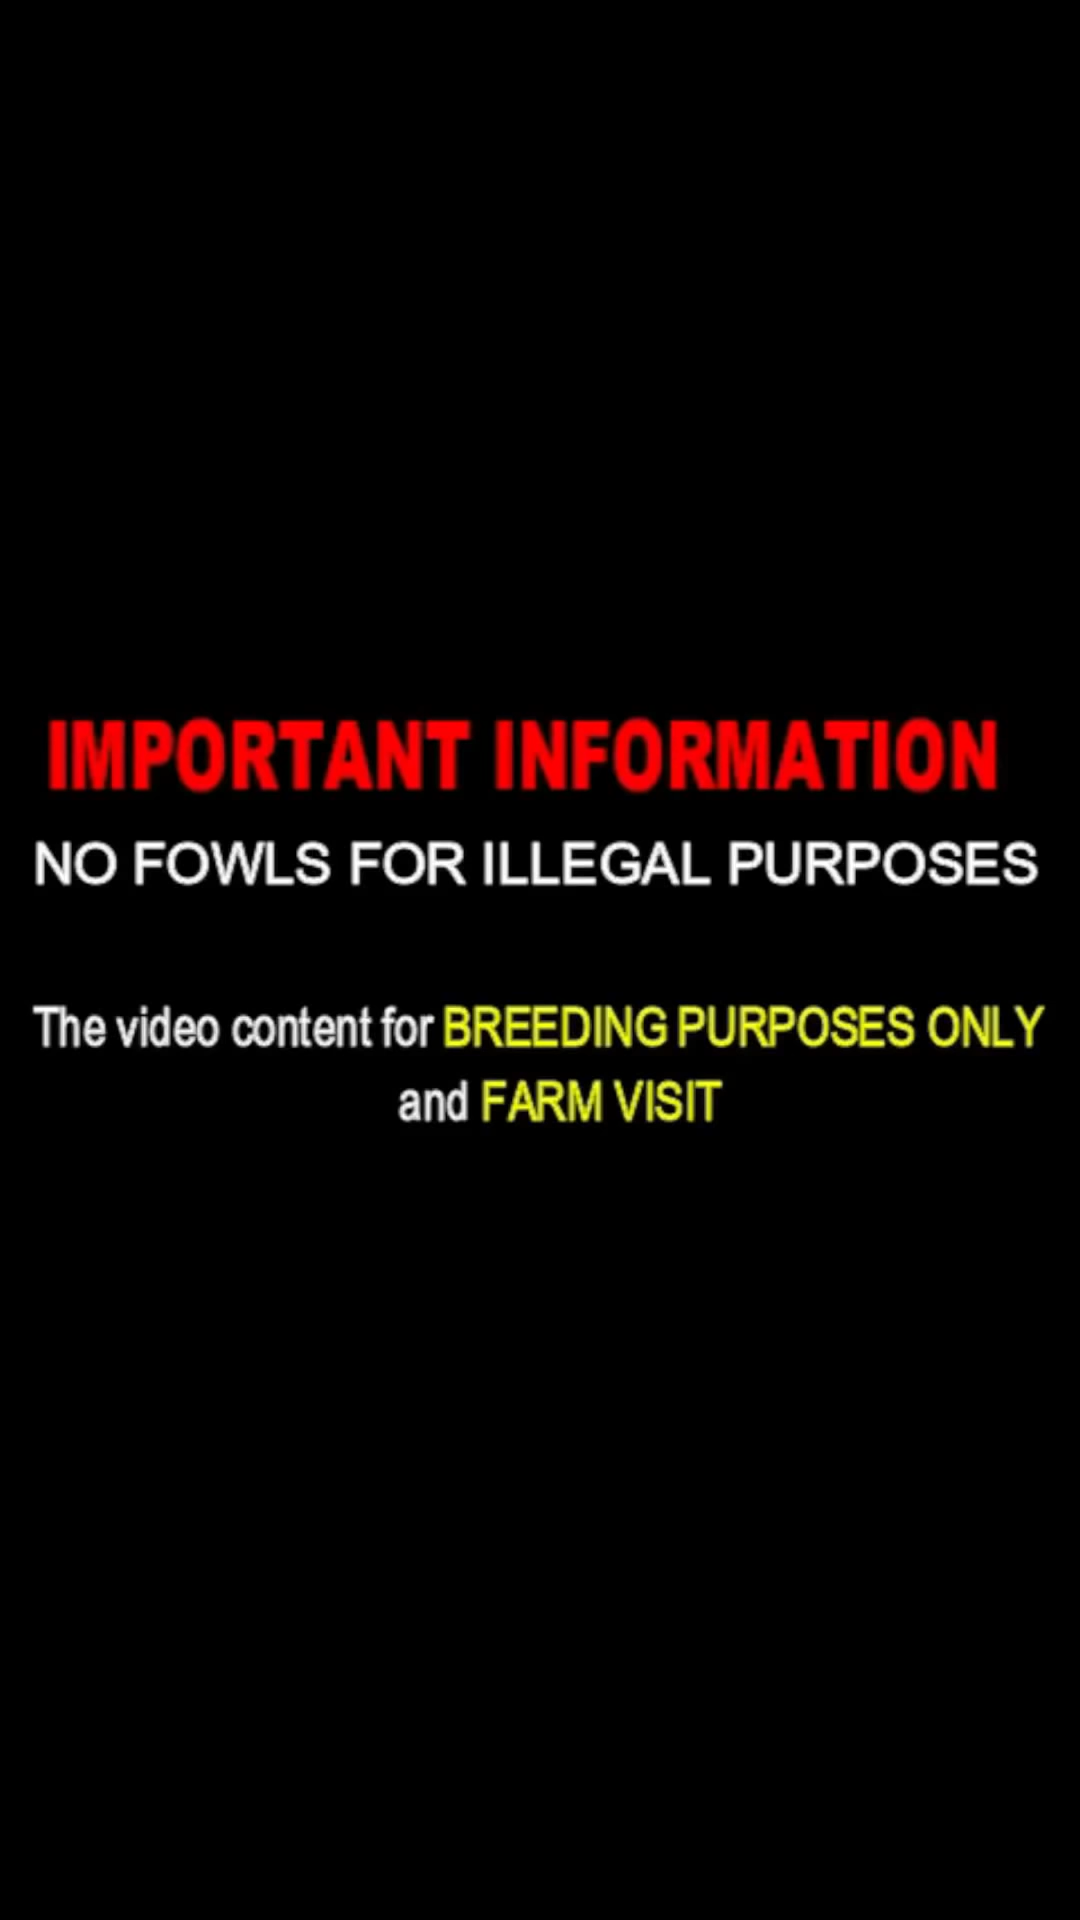 IMPORTANT INFORMATION
NO FOWLS FOR ILLEGAL PURPOSES
The video content for BREEDING PURPOSES ONLY
and FARM VISIT